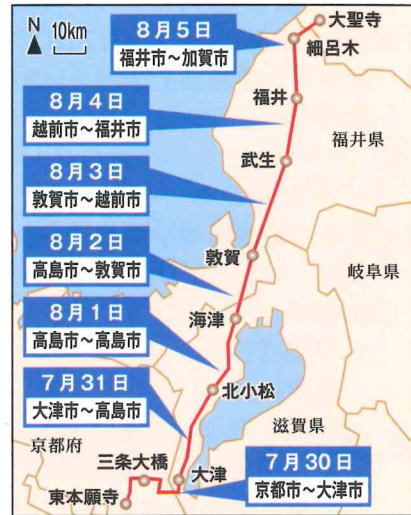 N
10km
大聖寺
8月5日
福井市〜加賀市
細呂木
8月4日
越前市〜福井市
福井
福井県
8月3日
敦賀市〜越前市
武生
8月2日
高島市〜敦賀市
敦賀
岐阜県
8月1日
高島市〜高島市
海津
7月31日
大津市〜高島市
北小松
滋賀県
京都府
三条大橋
大津
7月30日
京都市〜大津市
東本願寺